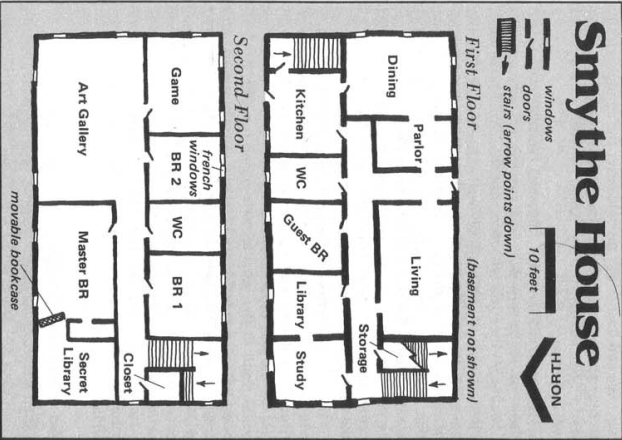 Smythe House
windows
doors
stairs (arrow points down)
10 feet
NORTH
First Floor
(basement not shown)
Dining
Parlor
Living
Kitchen
WC
Guest BR
Library
Study
Storage
Second Floor
Game
french
windows
BR 2
WC
BR 1
Art Gallery
Master BR
Closet
Secret
Library
movable bookcase